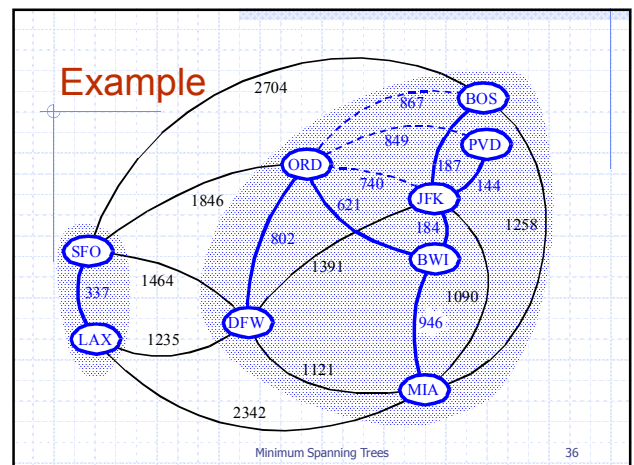 Example
2704
867
BOS
849
PVD
ORD
187
740
144
JFK
1846
621
184
1258
802
SFO
1391
BWI
1464
337
1090
DFW
946
LAX
1235
1121
MIA
2342
Minimum Spanning Trees 36